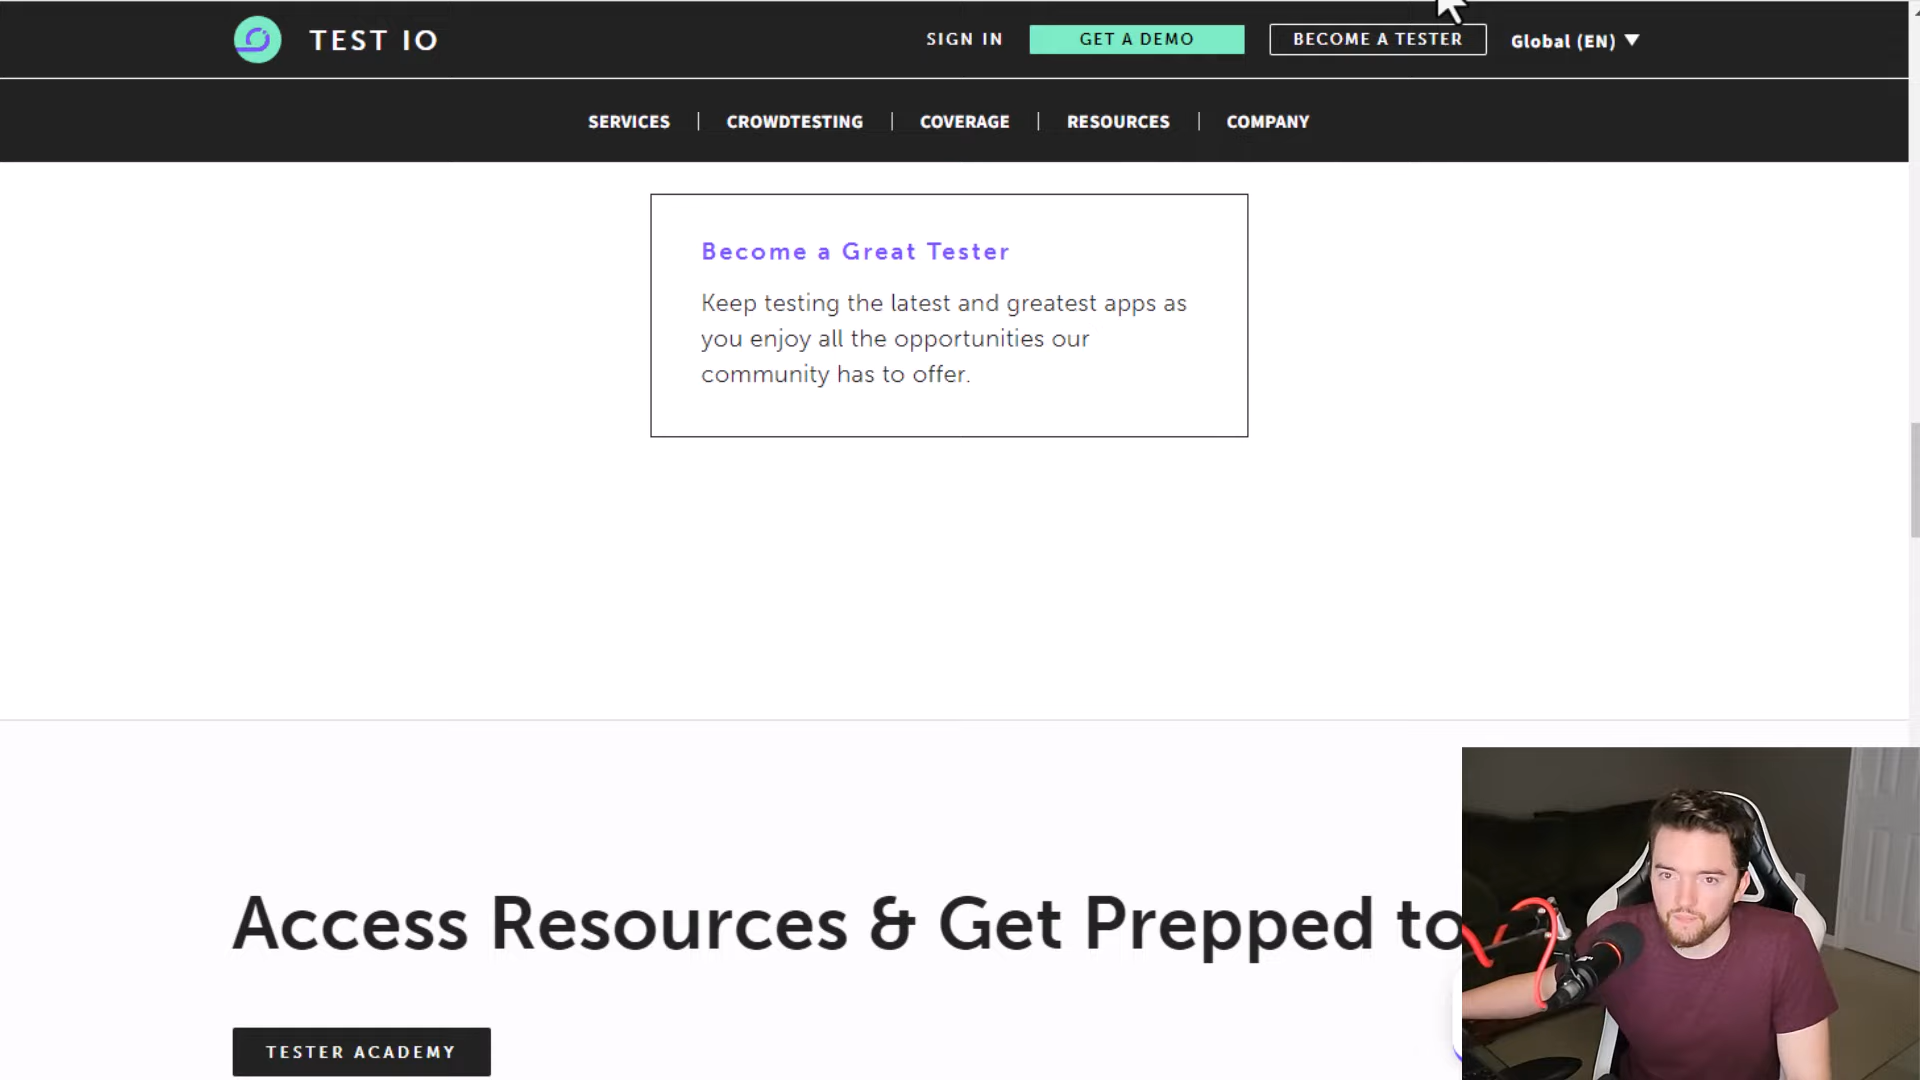 TEST IO
SIGN IN
GET A DEMO
BECOME A TESTER
Global (EN)
SERVICES
CROWDTESTING
COVERAGE
RESOURCES
COMPANY
Become a Great Tester
Keep testing the latest and greatest apps as
you enjoy all the opportunities our
community has to offer.
Access Resources & Get Prepped to
TESTER ACADEMY